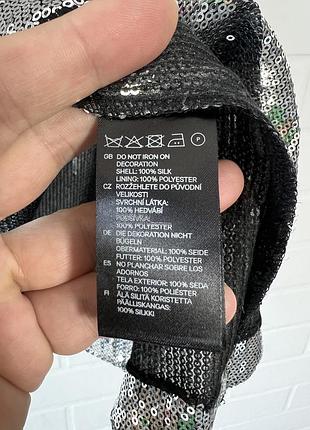 P
GB DO NOT IRON ON
DECORATION
SHELL: 100% SILK
LINING: 100% POLYESTER
CZ ROZŽEHLETE DO PŮVODNÍ
VELIKOSTI
SVRCHNÍ LÁTKA:
100% HEDVÁBÍ
PODŠÍVKA:
100% POLYESTER
DE DIE DEKORATION NICHT
BÜGELN
OBERMATERIAL: 100% SEIDE
FUTTER: 100% POLYESTER
ES NO PLANCHAR SOBRE LOS
ADORNOS
TELA EXTERIOR: 100% SEDA
FORRO: 100% POLIÉSTER
FI ÄLÄ SILITÄ KORISTETTA
PÄÄLLISKANGAS:
100% SILKKI